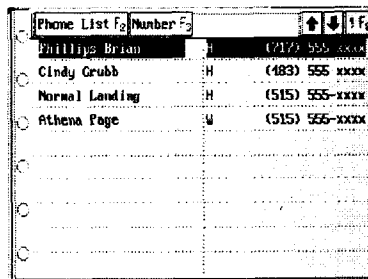 Phone List F2 Number F3 1 F
Phillips Brian H (717) 555-xxxx
Cindy Grubb H (483) 555 xxxx
Normal Landing H (515) 555-xxxx
Athena Page W (515) 555-xxxx